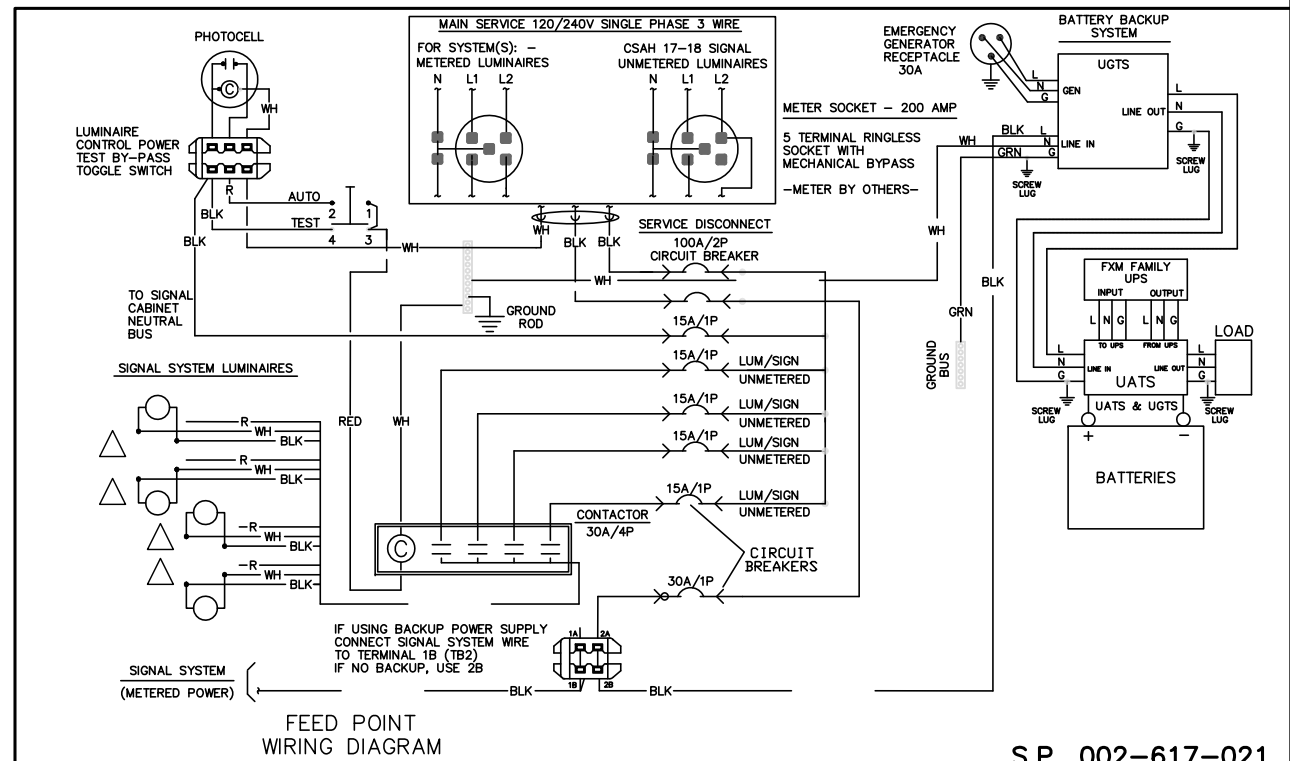 MAIN SERVICE 120/240V SINGLE PHASE 3 WIRE
FOR SYSTEM(S): -
METERED LUMINAIRES
N L1 L2
CSAH 17-18 SIGNAL
UNMETERED LUMINAIRES
N L1 L2
PHOTOCELL
C
WH
LUMINAIRE
CONTROL POWER
TEST BY-PASS
TOGGLE SWITCH
R
BLK
BLK
AUTO
2 1
TEST
4 3
WH
WH
BLK
BLK
METER SOCKET - 200 AMP
5 TERMINAL RINGLESS
SOCKET WITH
MECHANICAL BYPASS
-METER BY OTHERS-
EMERGENCY
GENERATOR
RECEPTACLE
30A
BATTERY BACKUP
SYSTEM
UGTS
L
N
G
GEN
LINE OUT
L
N
G
SCREW
LUG
BLK
WH
GRN
L
N
G
LINE IN
SCREW
LUG
SERVICE DISCONNECT
100A/2P
CIRCUIT BREAKER
WH
WH
BLK
GRN
GROUND
BUS
GROUND
ROD
TO SIGNAL
CABINET
NEUTRAL
BUS
15A/1P
15A/1P
LUM/SIGN
UNMETERED
15A/1P
LUM/SIGN
UNMETERED
15A/1P
LUM/SIGN
UNMETERED
15A/1P
LUM/SIGN
UNMETERED
FXM FAMILY
UPS
INPUT OUTPUT
L N G L N G
TO UPS FROM UPS
L
N
G
LINE IN
LINE OUT
UATS
L
N
G
LOAD
SCREW
LUG
UATS & UGTS
SCREW
LUG
+ -
BATTERIES
SIGNAL SYSTEM LUMINAIRES
R
WH
BLK
R
WH
BLK
R
WH
BLK
R
WH
BLK
RED
WH
C
CONTACTOR
30A/4P
CIRCUIT
BREAKERS
30A/1P
IF USING BACKUP POWER SUPPLY
CONNECT SIGNAL SYSTEM WIRE
TO TERMINAL 1B (TB2)
IF NO BACKUP, USE 2B
1A 2A
1B 2B
SIGNAL SYSTEM
(METERED POWER)
BLK
BLK
FEED POINT
WIRING DIAGRAM
S.P. 002-617-021